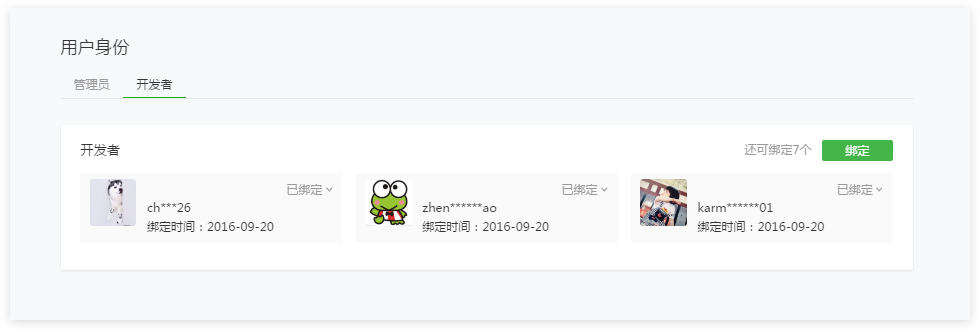 用户身份
管理员 开发者
开发者 还可绑定7个 绑定
已绑定 已绑定 已绑定
ch***26 zhen******ao karm******01
绑定时间：2016-09-20 绑定时间：2016-09-20 绑定时间：2016-09-20